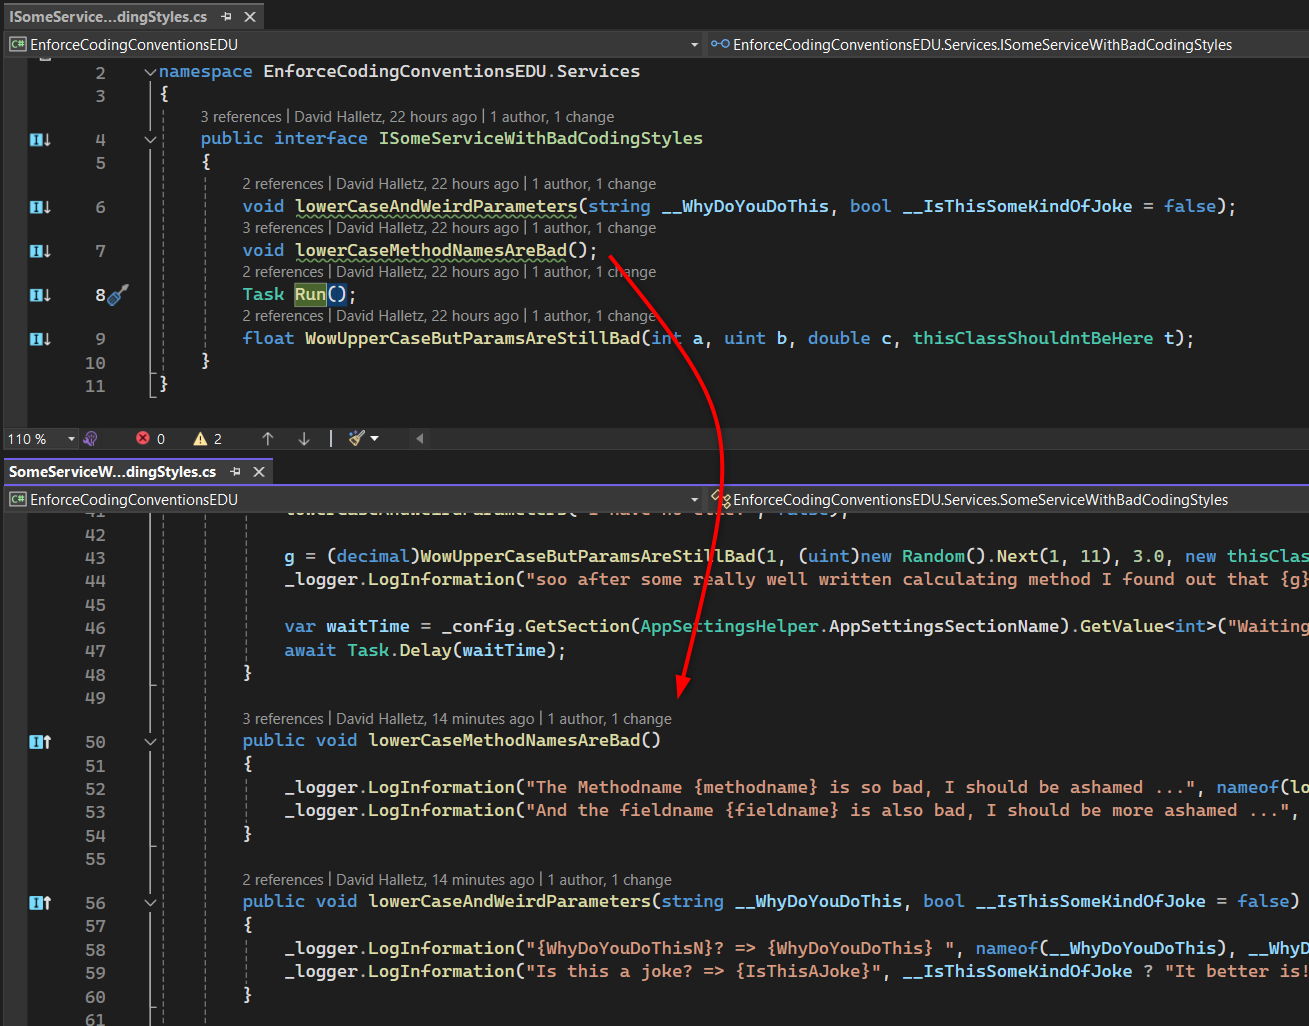 ISomeService...dingStyles.cs
EnforceCodingConventionsEDU EnforceCodingConventionsEDU.Services.ISomeServiceWithBadCodingStyles
2 namespace EnforceCodingConventionsEDU.Services
3 {
3 references | David Halletz, 22 hours ago | 1 author, 1 change
4 public interface ISomeServiceWithBadCodingStyles
5 {
2 references | David Halletz, 22 hours ago | 1 author, 1 change
6 void lowerCaseAndWeirdParameters(string __WhyDoYouDoThis, bool __IsThisSomeKindOfJoke = false);
3 references | David Halletz, 22 hours ago | 1 author, 1 change
7 void lowerCaseMethodNamesAreBad();
2 references | David Halletz, 22 hours ago | 1 author, 1 change
8 Task Run();
2 references | David Halletz, 22 hours ago | 1 author, 1 change
9 float WowUpperCaseButParamsAreStillBad(int a, uint b, double c, thisClassShouldntBeHere t);
10 }
11 }
110 % 0 2
SomeServiceW...dingStyles.cs
EnforceCodingConventionsEDU EnforceCodingConventionsEDU.Services.SomeServiceWithBadCodingStyles
41
42
43 g = (decimal)WowUpperCaseButParamsAreStillBad(1, (uint)new Random().Next(1, 11), 3.0, new thisClas
44 _logger.LogInformation("soo after some really well written calculating method I found out that {g}
45
46 var waitTime = _config.GetSection(AppSettingsHelper.AppSettingsSectionName).GetValue<int>("Waiting
47 await Task.Delay(waitTime);
48 }
49
3 references | David Halletz, 14 minutes ago | 1 author, 1 change
50 public void lowerCaseMethodNamesAreBad()
51 {
52 _logger.LogInformation("The Methodname {methodname} is so bad, I should be ashamed ...", nameof(lo
53 _logger.LogInformation("And the fieldname {fieldname} is also bad, I should be more ashamed ...",
54 }
55
2 references | David Halletz, 14 minutes ago | 1 author, 1 change
56 public void lowerCaseAndWeirdParameters(string __WhyDoYouDoThis, bool __IsThisSomeKindOfJoke = false)
57 {
58 _logger.LogInformation("{WhyDoYouDoThisN}? => {WhyDoYouDoThis} ", nameof(__WhyDoYouDoThis), __WhyD
59 _logger.LogInformation("Is this a joke? => {IsThisAJoke}", __IsThisSomeKindOfJoke ? "It better is!
60 }
61